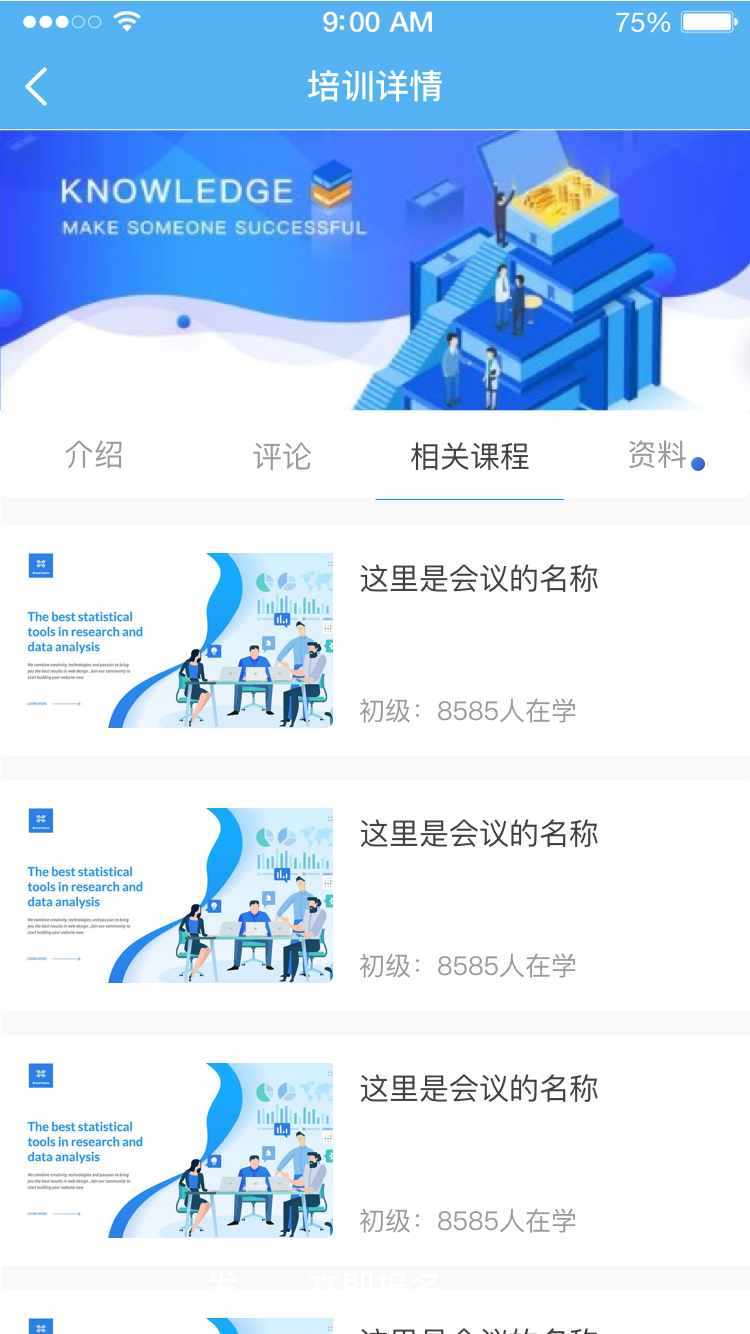 9:00 AM
75%
培训详情
KNOWLEDGE
MAKE SOMEONE SUCCESSFUL
介绍
评论
相关课程
资料
The best statistical
tools in research and
data analysis
We combine creativity, technologies and passion to bring
you the best results in web design. Join our community to
start building your website now.
LEARN MORE
这里是会议的名称
初级：8585人在学
The best statistical
tools in research and
data analysis
We combine creativity, technologies and passion to bring
you the best results in web design. Join our community to
start building your website now.
LEARN MORE
这里是会议的名称
初级：8585人在学
The best statistical
tools in research and
data analysis
We combine creativity, technologies and passion to bring
you the best results in web design. Join our community to
start building your website now.
LEARN MORE
这里是会议的名称
初级：8585人在学
立即报名
这里是会议的名称